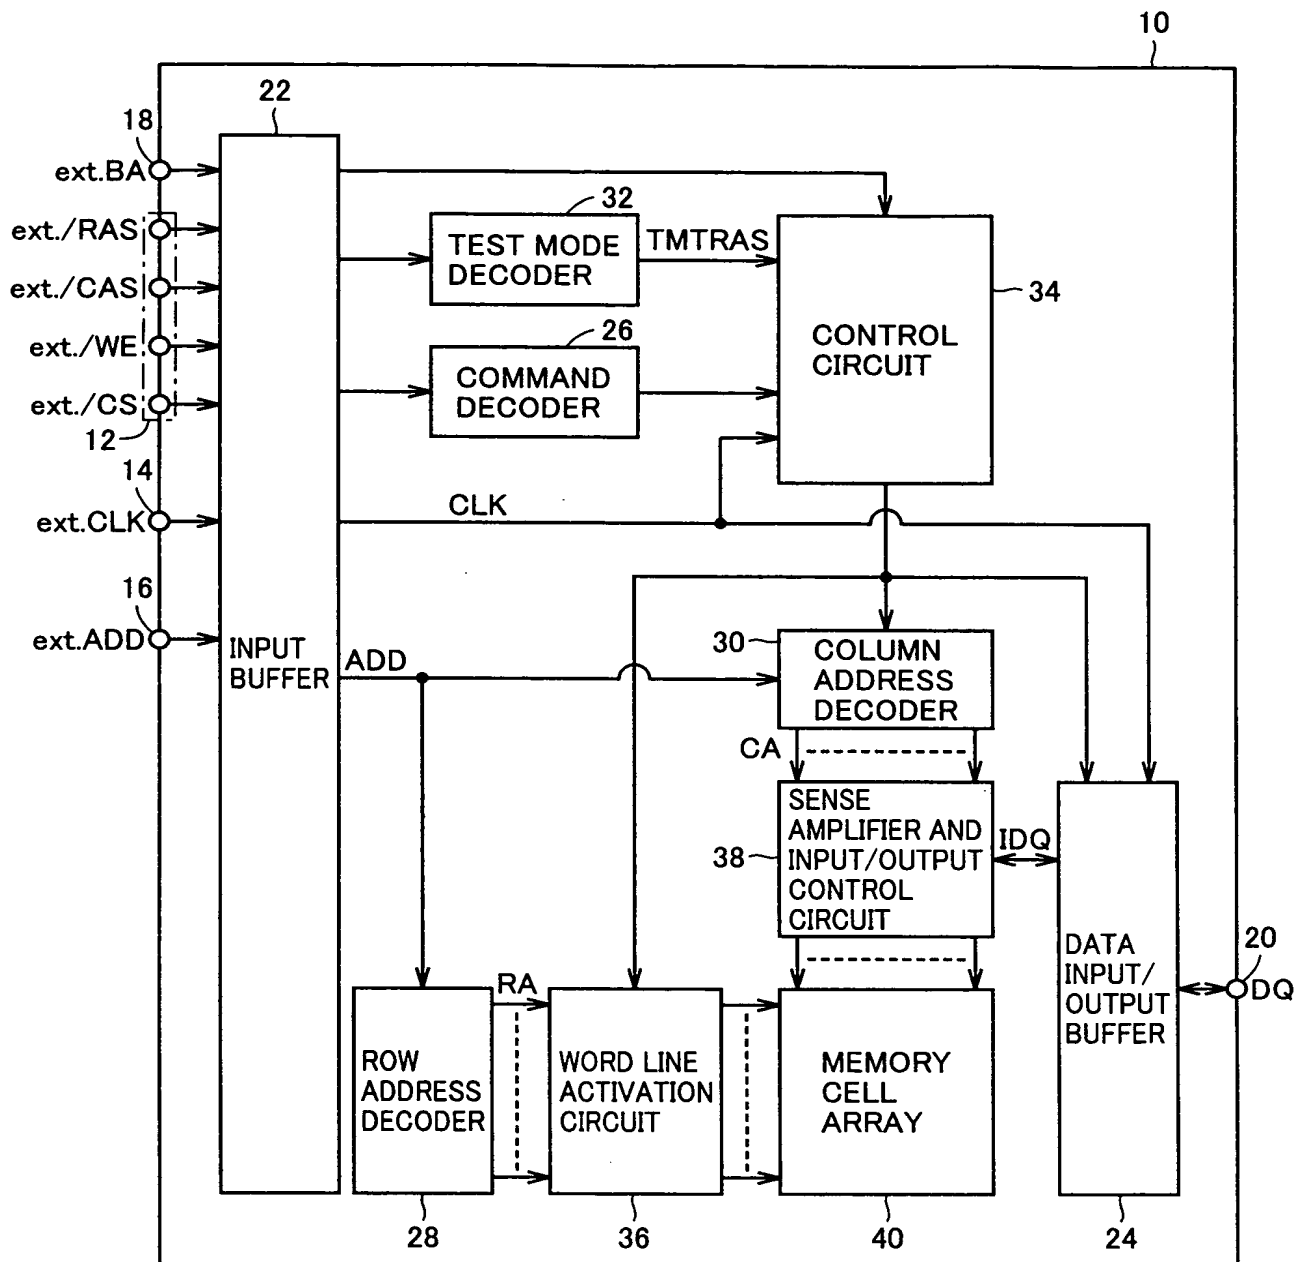 10
22
18
ext.BA
32
ext./RAS
TEST MODE
DECODER
TMTRAS
ext./CAS
34
26
CONTROL
CIRCUIT
ext./WE
COMMAND
DECODER
ext./CS
12
14
CLK
ext.CLK
16
ext.ADD
INPUT
BUFFER
ADD
30
COLUMN
ADDRESS
DECODER
CA
SENSE
AMPLIFIER AND
INPUT/OUTPUT
CONTROL
CIRCUIT
38
IDQ
DATA
INPUT/
OUTPUT
BUFFER
20
DQ
RA
ROW
ADDRESS
DECODER
WORD LINE
ACTIVATION
CIRCUIT
MEMORY
CELL
ARRAY
28
36
40
24